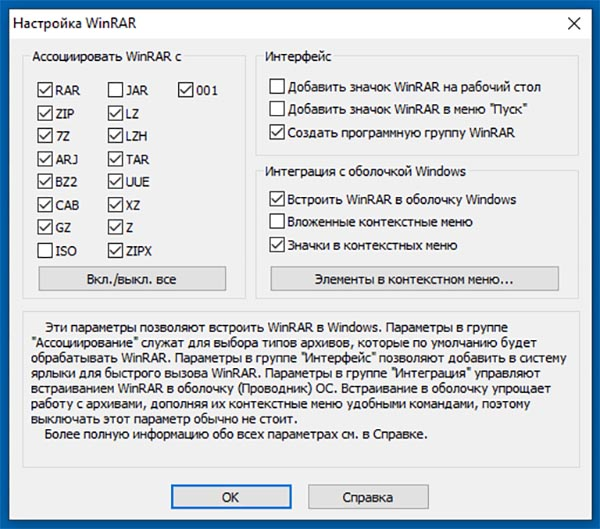 Настройка WinRAR
Ассоциировать WinRAR с
RAR
ZIP
7Z
ARJ
BZ2
CAB
GZ
ISO
JAR
LZ
LZH
TAR
UUE
XZ
Z
ZIPX
001
Вкл./выкл. все
Интерфейс
Добавить значок WinRAR на рабочий стол
Добавить значок WinRAR в меню "Пуск"
Создать программную группу WinRAR
Интеграция с оболочкой Windows
Встроить WinRAR в оболочку Windows
Вложенные контекстные меню
Значки в контекстных меню
Элементы в контекстном меню...
Эти параметры позволяют встроить WinRAR в Windows. Параметры в группе
"Ассоциирование" служат для выбора типов архивов, которые по умолчанию будет
обрабатывать WinRAR. Параметры в группе "Интерфейс" позволяют добавить в систему
ярлыки для быстрого вызова WinRAR. Параметры в группе "Интеграция" управляют
встраиванием WinRAR в оболочку (Проводник) ОС. Встраивание в оболочку упрощает
работу с архивами, дополняя их контекстные меню удобными командами, поэтому
выключать этот параметр обычно не стоит.
Более полную информацию обо всех параметрах см. в Справке.
OK
Справка